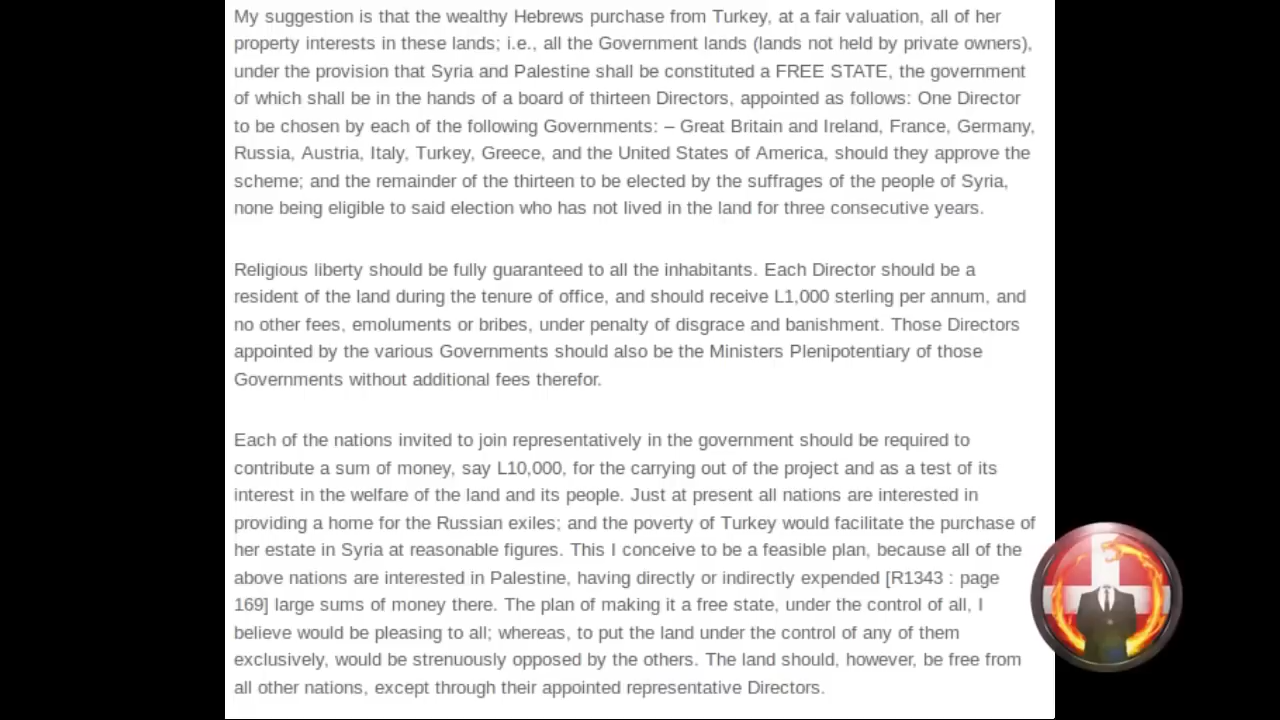 My suggestion is that the wealthy Hebrews purchase from Turkey, at a fair valuation, all of her
property interests in these lands; i.e., all the Government lands (lands not held by private owners),
under the provision that Syria and Palestine shall be constituted a FREE STATE, the government
of which shall be in the hands of a board of thirteen Directors, appointed as follows: One Director
to be chosen by each of the following Governments: – Great Britain and Ireland, France, Germany,
Russia, Austria, Italy, Turkey, Greece, and the United States of America, should they approve the
scheme; and the remainder of the thirteen to be elected by the suffrages of the people of Syria,
none being eligible to said election who has not lived in the land for three consecutive years.
Religious liberty should be fully guaranteed to all the inhabitants. Each Director should be a
resident of the land during the tenure of office, and should receive L1,000 sterling per annum, and
no other fees, emoluments or bribes, under penalty of disgrace and banishment. Those Directors
appointed by the various Governments should also be the Ministers Plenipotentiary of those
Governments without additional fees therefor.
Each of the nations invited to join representatively in the government should be required to
contribute a sum of money, say L10,000, for the carrying out of the project and as a test of its
interest in the welfare of the land and its people. Just at present all nations are interested in
providing a home for the Russian exiles; and the poverty of Turkey would facilitate the purchase of
her estate in Syria at reasonable figures. This I conceive to be a feasible plan, because all of the
above nations are interested in Palestine, having directly or indirectly expended [R1343 : page
169] large sums of money there. The plan of making it a free state, under the control of all, I
believe would be pleasing to all; whereas, to put the land under the control of any of them
exclusively, would be strenuously opposed by the others. The land should, however, be free from
all other nations, except through their appointed representative Directors.